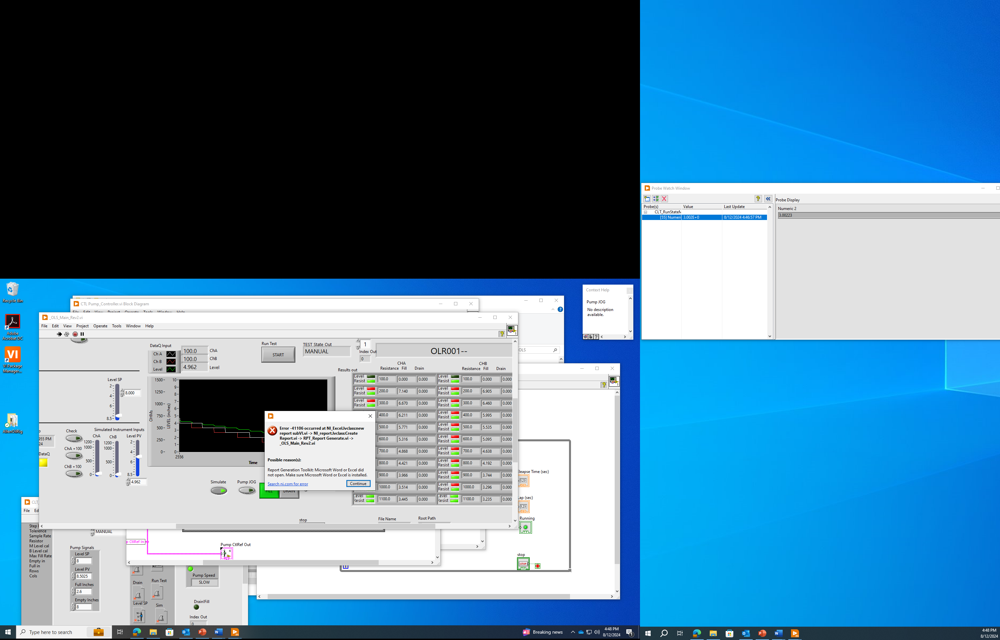 Probe Watch Window
Probe(s) Value Last Update
CLT_RunStateM
[55] Numeri 3.002E+0 8/12/2024 4:46:57 PM
Probe Display
Numeric 2
3.00223
Recycle Bin
Adobe
Acrobat DC
VI Package
Manager...
AllenOilRig
Context Help
Pump JOG
No description
available.
CTL Pump_Controller.vi Block Diagram
File Edit View Project Operate Tools Window Help
_OLS_Main_Rev2.vi
File Edit View Project Operate Tools Window Help
DataQ Input
Ch A 100.0 ChA
Ch B 100.0 ChB
Level 4.962 Level
Run Test
START
TEST State Out
MANUAL
1
Index Out
0
OLR001--
Results out
CHA
Resistance Fill Drain
CHB
Resistance Fill Drain
Level
Resist 100.0 0.000 0.000 Level
Resist 100.0 0.000 0.000
Level
Resist 200.0 7.140 0.000 Level
Resist 200.0 6.905 0.000
Level
Resist 300.0 6.670 0.000 Level
Resist 300.0 6.460 0.000
400.0 6.211 0.000 Level
Resist 400.0 5.995 0.000
500.0 5.771 0.000 Level
Resist 500.0 5.535 0.000
600.0 5.316 0.000 Level
Resist 600.0 5.095 0.000
700.0 4.868 0.000 Level
Resist 700.0 4.638 0.000
800.0 4.421 0.000 Level
Resist 800.0 4.192 0.000
900.0 3.966 0.000 Level
Resist 900.0 3.744 0.000
1000.0 3.514 0.000 Level
Resist 1000.0 3.296 0.000
1100.0 3.445 0.000 1100.0 3.235 0.000
Level SP
2-
4-
6-
8.5-
8.000
OHMs
1500-
1250-
1000-
750-
500-
250-
0-
LEVEL (inches)
10-
9-
8-
7-
6-
5-
4-
3-
2-
1-
0-
2556
Time
Simulated Instrument Inputs
955 PM
24
DataQ
Check
ChA +100
ChB +100
ChA
1200-
1000-
500-
0-
ChB
1200-
1000-
500-
0-
Level PV
2-
4-
6-
8.5-
4.962
Simulate
Pump JOG
FILL DRAIN
stop
File Name
Root Path
Error -41106 occurred at NI_Excel.lvclass:new
report subVI.vi -> NI_report.lvclass:Create
Report.vi -> RPT_Report Generate.vi ->
_OLS_Main_Rev2.vi
Possible reason(s):
Report Generation Toolkit: Microsoft Word or Excel did
not open. Make sure Microsoft Word or Excel is installed.
Search ni.com for error
Continue
OLS
Eleapse Time (sec)
123
DBL
Lap (sec)
123
DBL
Running
TF
stop
STOP
TF
CLT_
File Ed
Step
Tolerence
Sample Rate
Resistor
M Level cal
B Level cal
Max Fill Rate
Empty in
Full in
Rows
Cols
MANUAL
Pump Signals
Level SP
8
Level PV
8.5025
Full Inches
2.6
Empty Inches
8
p CtlRef In
Pump CtlRef Out
Drain
Run Test
Level SP
Sim
Pump Speed
SLOW
Drain!Fill
Index Out
0
Type here to search
Breaking news
4:48 PM
8/12/2024
4:48 PM
8/12/2024